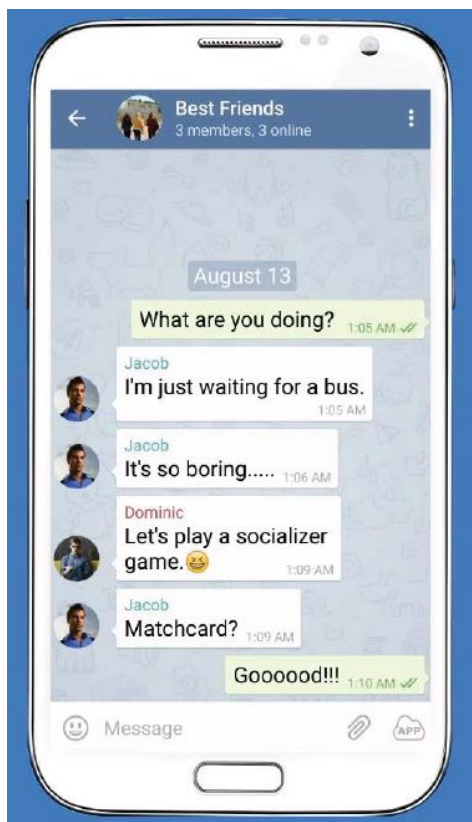 Best Friends
3 members, 3 online
August 13
What are you doing? 1:05 AM
Jacob
I'm just waiting for a bus.
1:05 AM
Jacob
It's so boring..... 1:06 AM
Dominic
Let's play a socializer
game.😆 1:09 AM
Jacob
Matchcard? 1:09 AM
Goooood!!! 1:10 AM
Message
APP